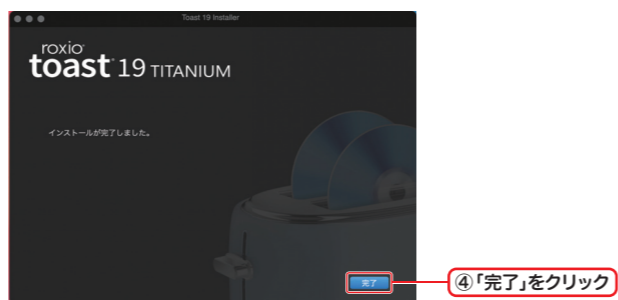 Toast 19 Installer
roxio
toast 19 TITANIUM
インストールが完了しました。
完了
④「完了」をクリック